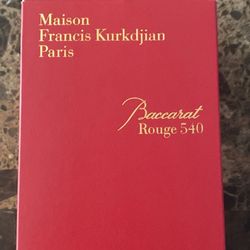 Maison
Francis Kurkdjian
Paris
Baccarat
Rouge 540